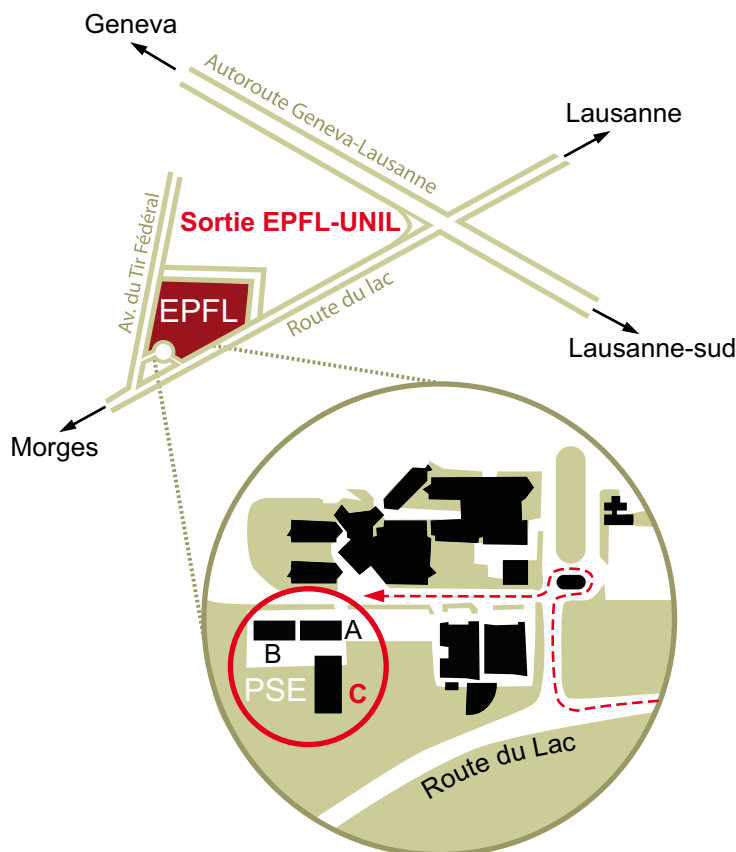 Geneva
Autoroute Geneva-Lausanne
Lausanne
Av. du Tir Fédéral
Sortie EPFL-UNIL
EPFL
Route du lac
Lausanne-sud
Morges
A
B
PSE
C
Route du Lac